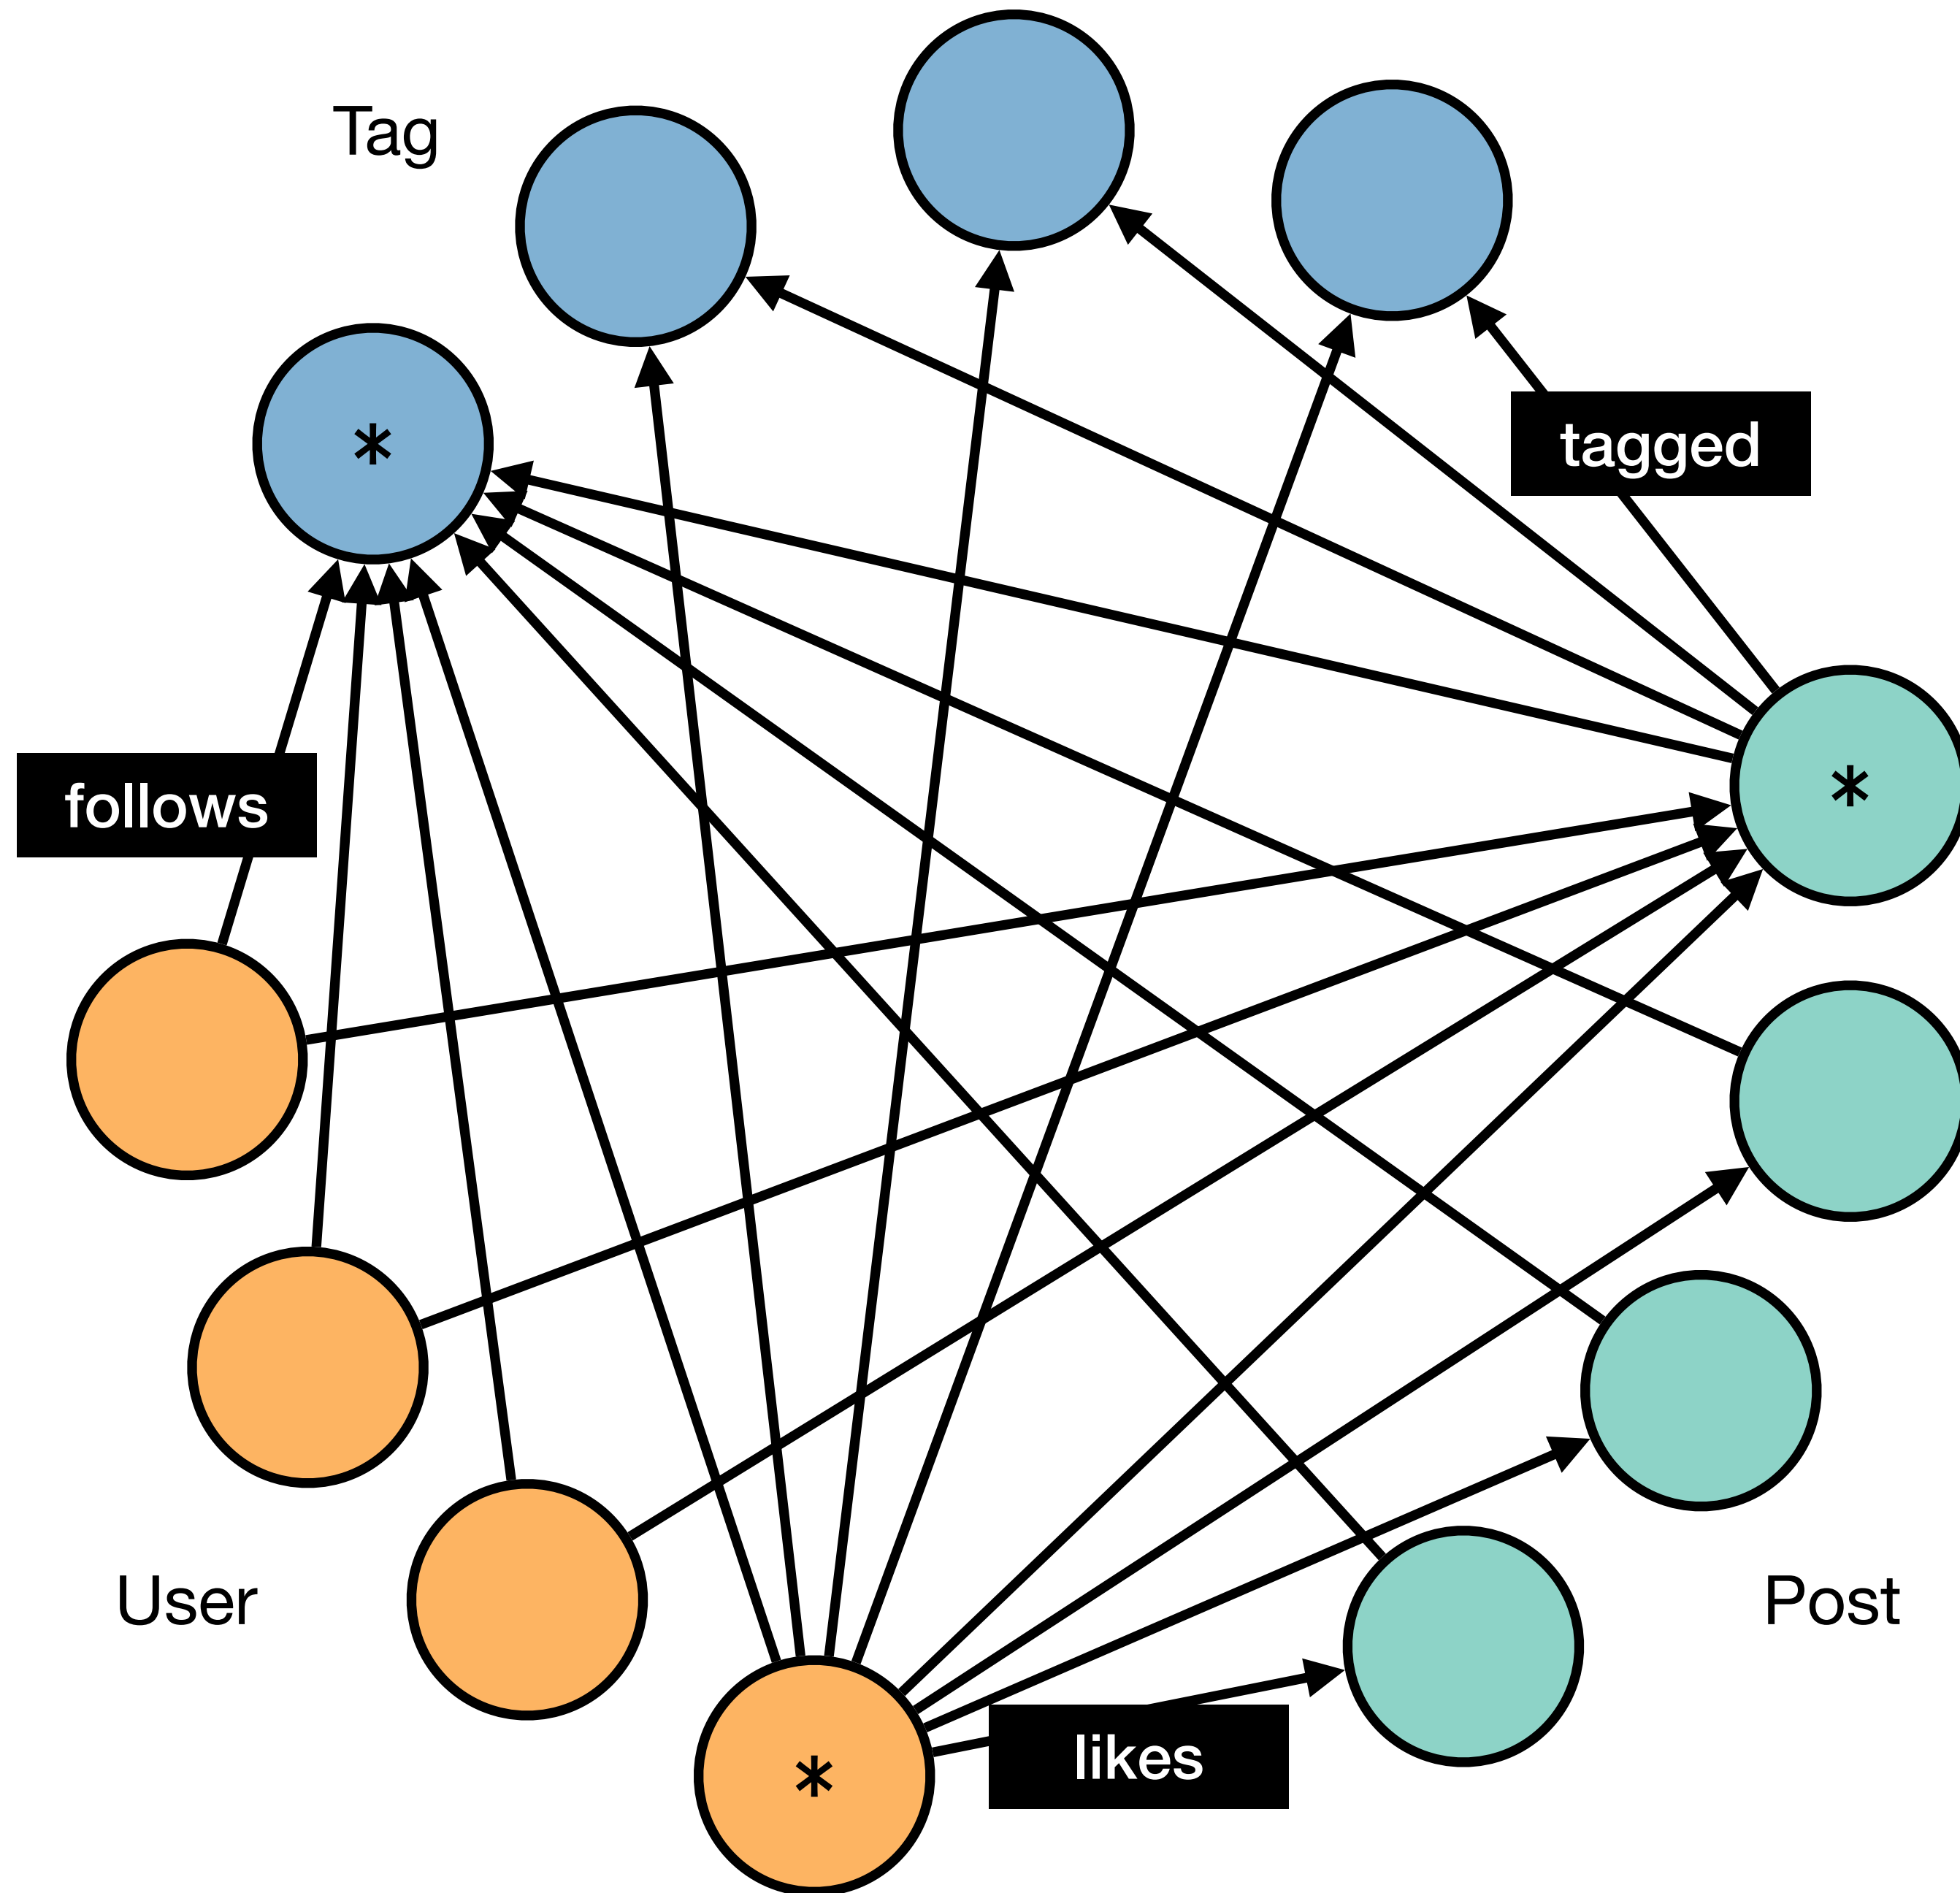 Tag
*
tagged
*
follows
User
Post
likes
*